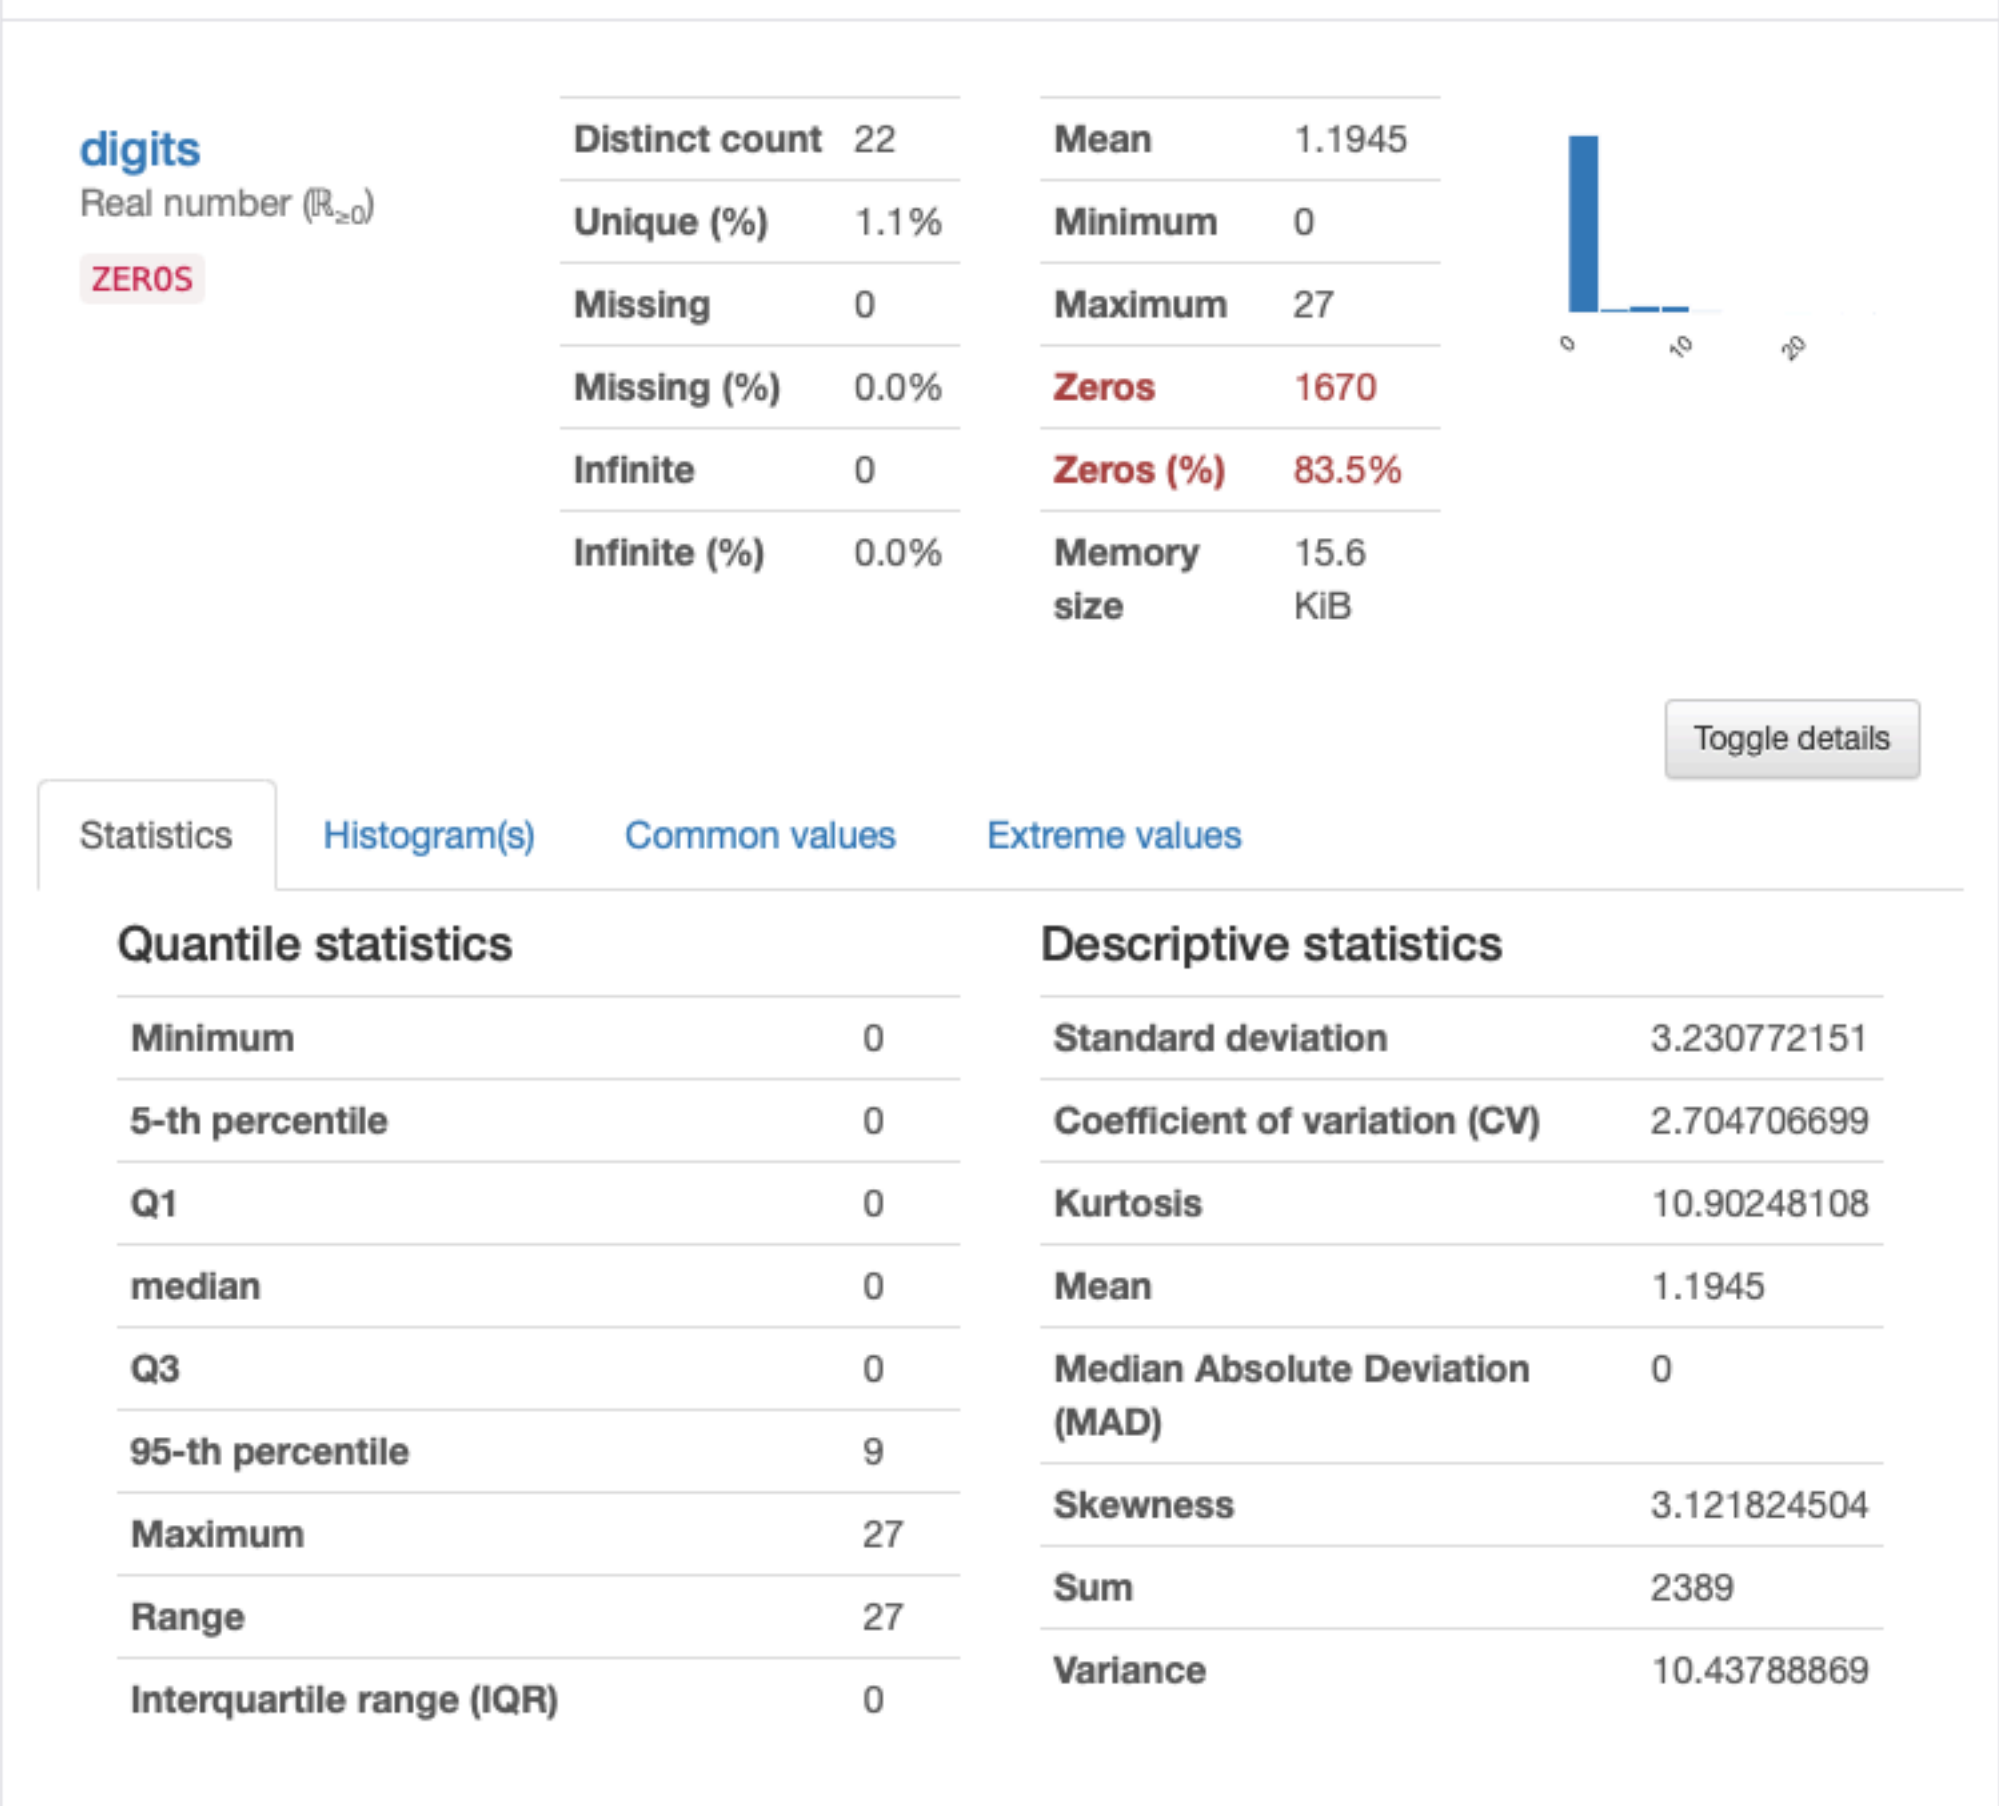 digits
Real number (ℝ≥0)
ZEROS
Distinct count 22
Unique (%) 1.1%
Missing 0
Missing (%) 0.0%
Infinite 0
Infinite (%) 0.0%
Mean 1.1945
Minimum 0
Maximum 27
Zeros 1670
Zeros (%) 83.5%
Memory 15.6
size KiB
0 10 20
Toggle details
Statistics Histogram(s) Common values Extreme values
Quantile statistics
Minimum 0
5-th percentile 0
Q1 0
median 0
Q3 0
95-th percentile 9
Maximum 27
Range 27
Interquartile range (IQR) 0
Descriptive statistics
Standard deviation 3.230772151
Coefficient of variation (CV) 2.704706699
Kurtosis 10.90248108
Mean 1.1945
Median Absolute Deviation 0
(MAD)
Skewness 3.121824504
Sum 2389
Variance 10.43788869